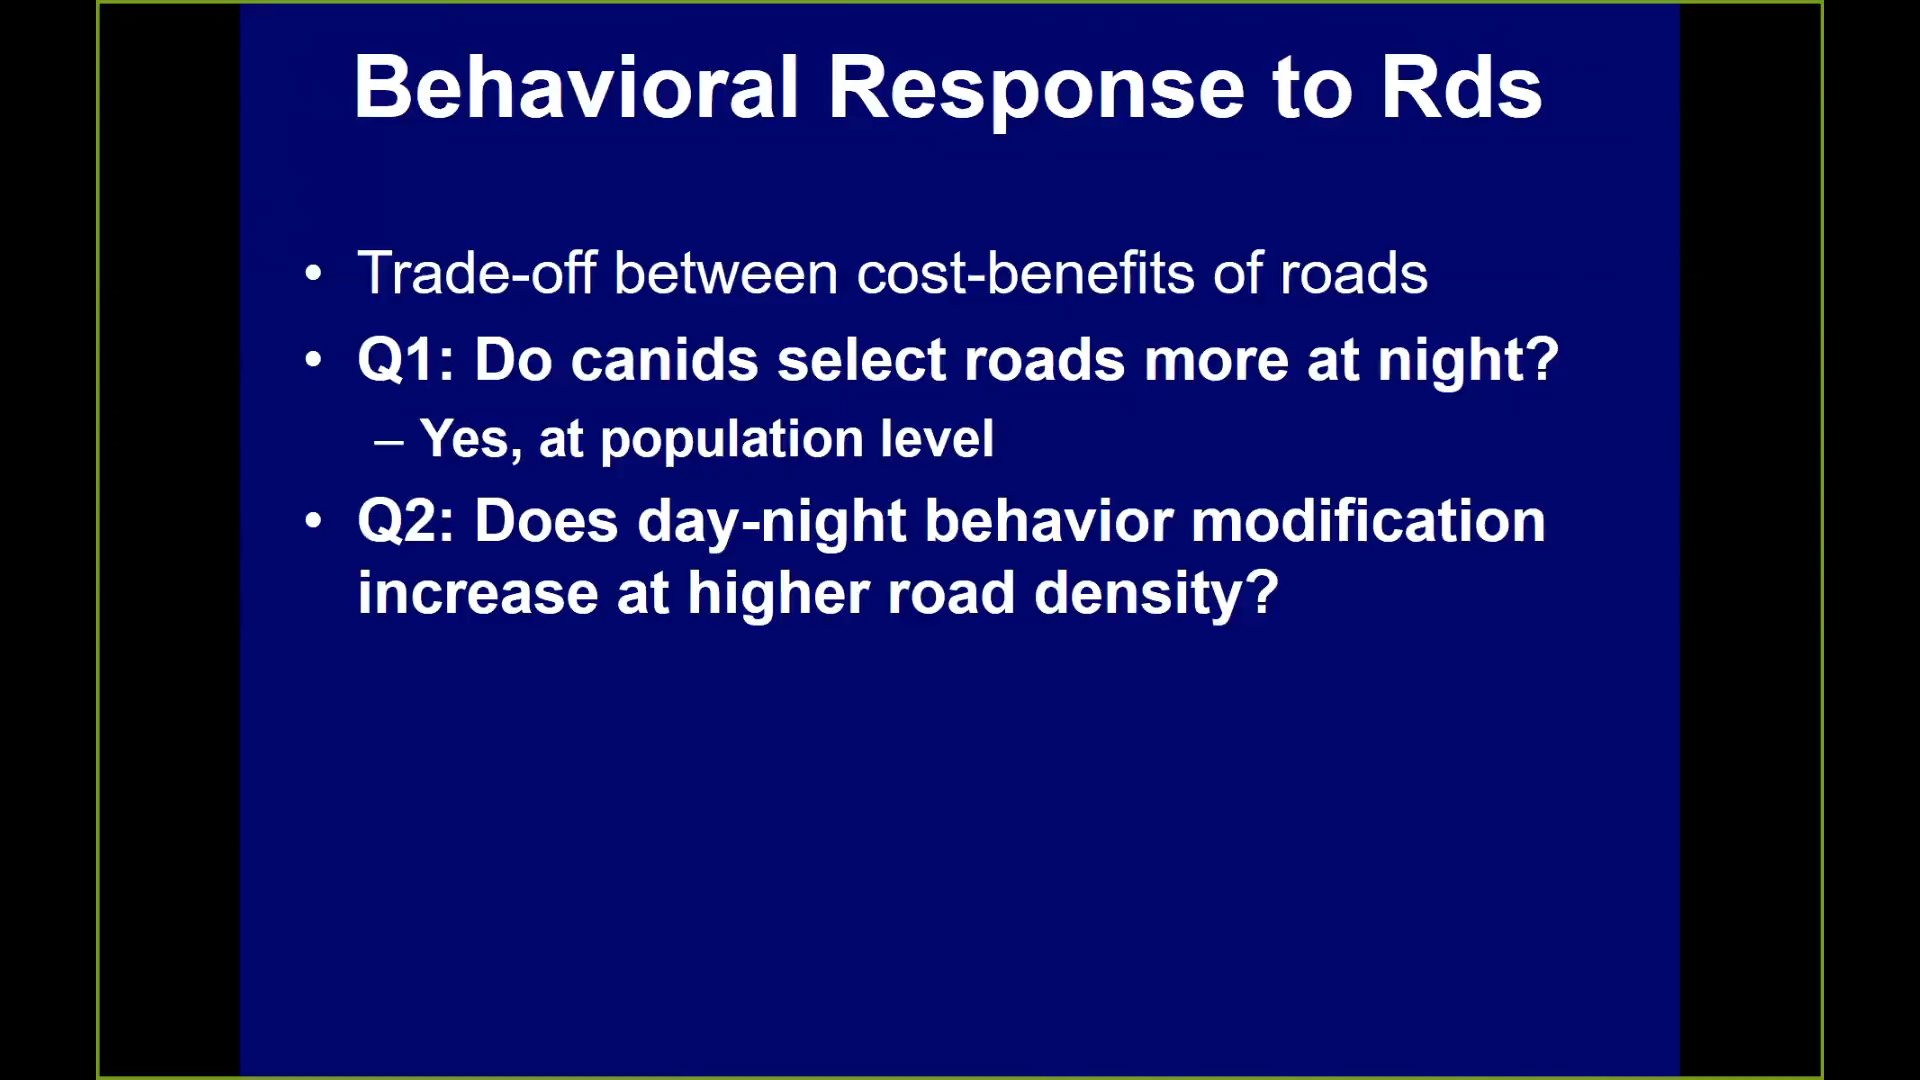 Behavioral Response to Rds
• Trade-off between cost-benefits of roads
• Q1: Do canids select roads more at night?
– Yes, at population level
• Q2: Does day-night behavior modification
increase at higher road density?